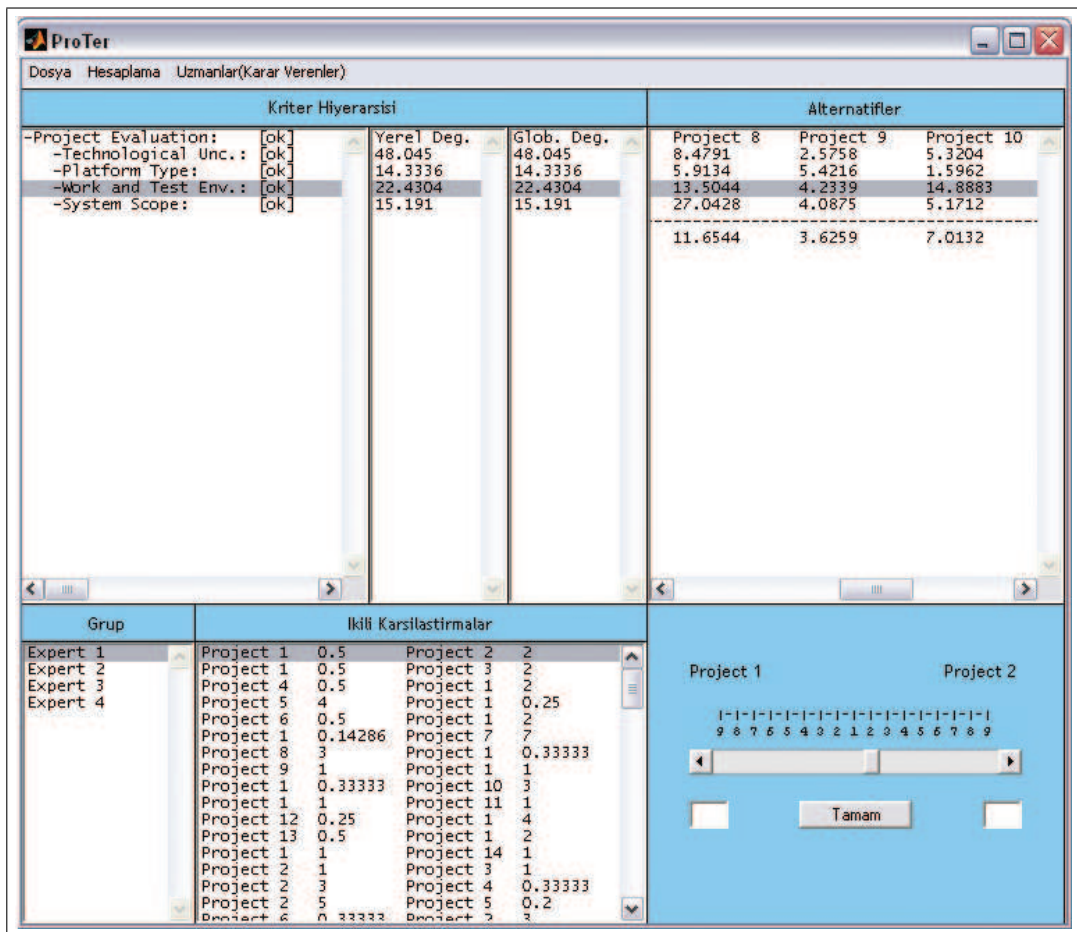 ProTer
Dosya Hesaplama Uzmanlar(Karar Verenler)
Kriter Hiyerarsisi
Alternatifler
-Project Evaluation: [ok]
-Technological Unc.: [ok]
-Platform Type: [ok]
-Work and Test Env.: [ok]
-System Scope: [ok]
Yerel Deg.
48.045
14.3336
22.4304
15.191
Glob. Deg.
48.045
14.3336
22.4304
15.191
Project 8 Project 9 Project 10
8.4791 2.5758 5.3204
5.9134 5.4216 1.5962
13.5044 4.2339 14.8883
27.0428 4.0875 5.1712
11.6544 3.6259 7.0132
Grup
Expert 1
Expert 2
Expert 3
Expert 4
Ikili Karsilastirmalar
Project 1 0.5 Project 2 2
Project 1 0.5 Project 3 2
Project 4 0.5 Project 1 2
Project 5 4 Project 1 0.25
Project 6 0.5 Project 1 2
Project 1 0.14286 Project 7 7
Project 8 3 Project 1 0.33333
Project 9 1 Project 1 1
Project 1 0.33333 Project 10 3
Project 1 1 Project 11 1
Project 12 0.25 Project 1 4
Project 13 0.5 Project 1 2
Project 1 1 Project 14 1
Project 2 1 Project 3 1
Project 2 3 Project 4 0.33333
Project 2 5 Project 5 0.2
Project 6 0.33333 Project 2 3
Project 1 Project 2
9 8 7 6 5 4 3 2 1 2 3 4 5 6 7 8 9
Tamam